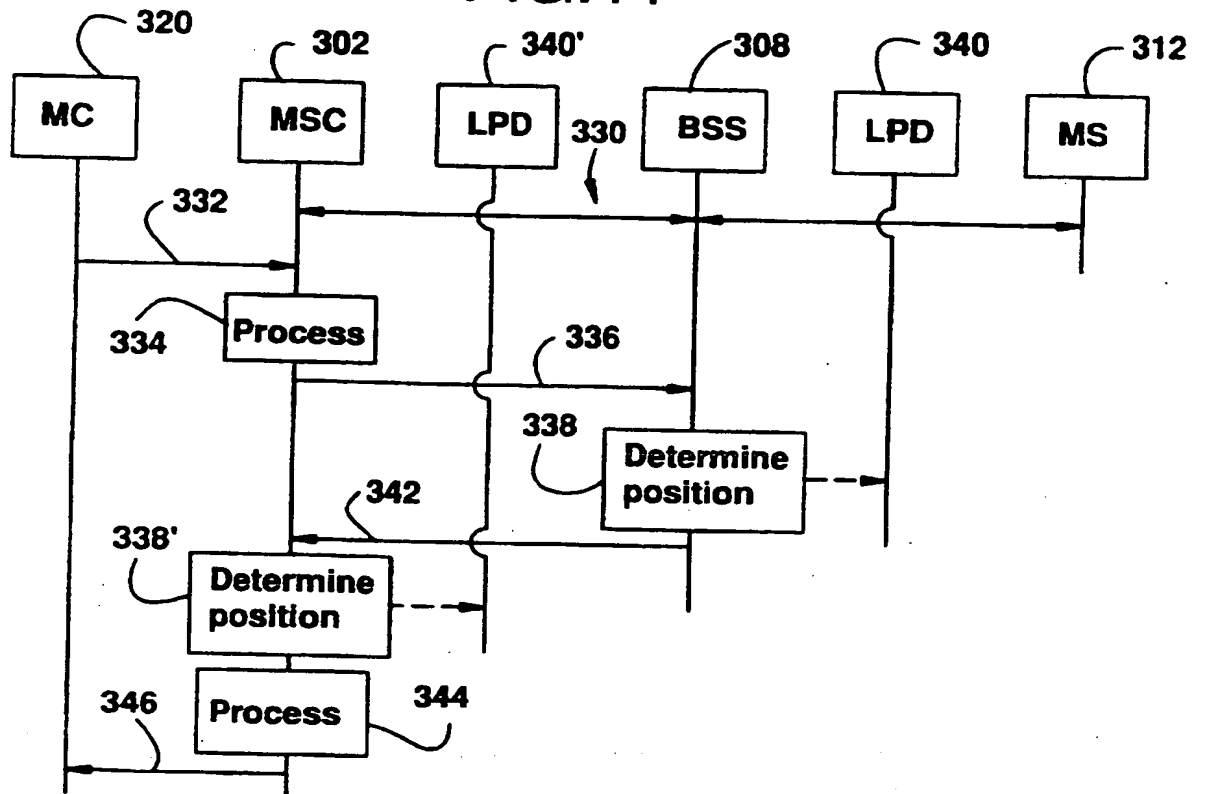 320
302
340'
308
340
312
MC
MSC
LPD
330
BSS
LPD
MS
332
334
Process
336
338
Determine
position
342
338'
Determine
position
346
Process
344